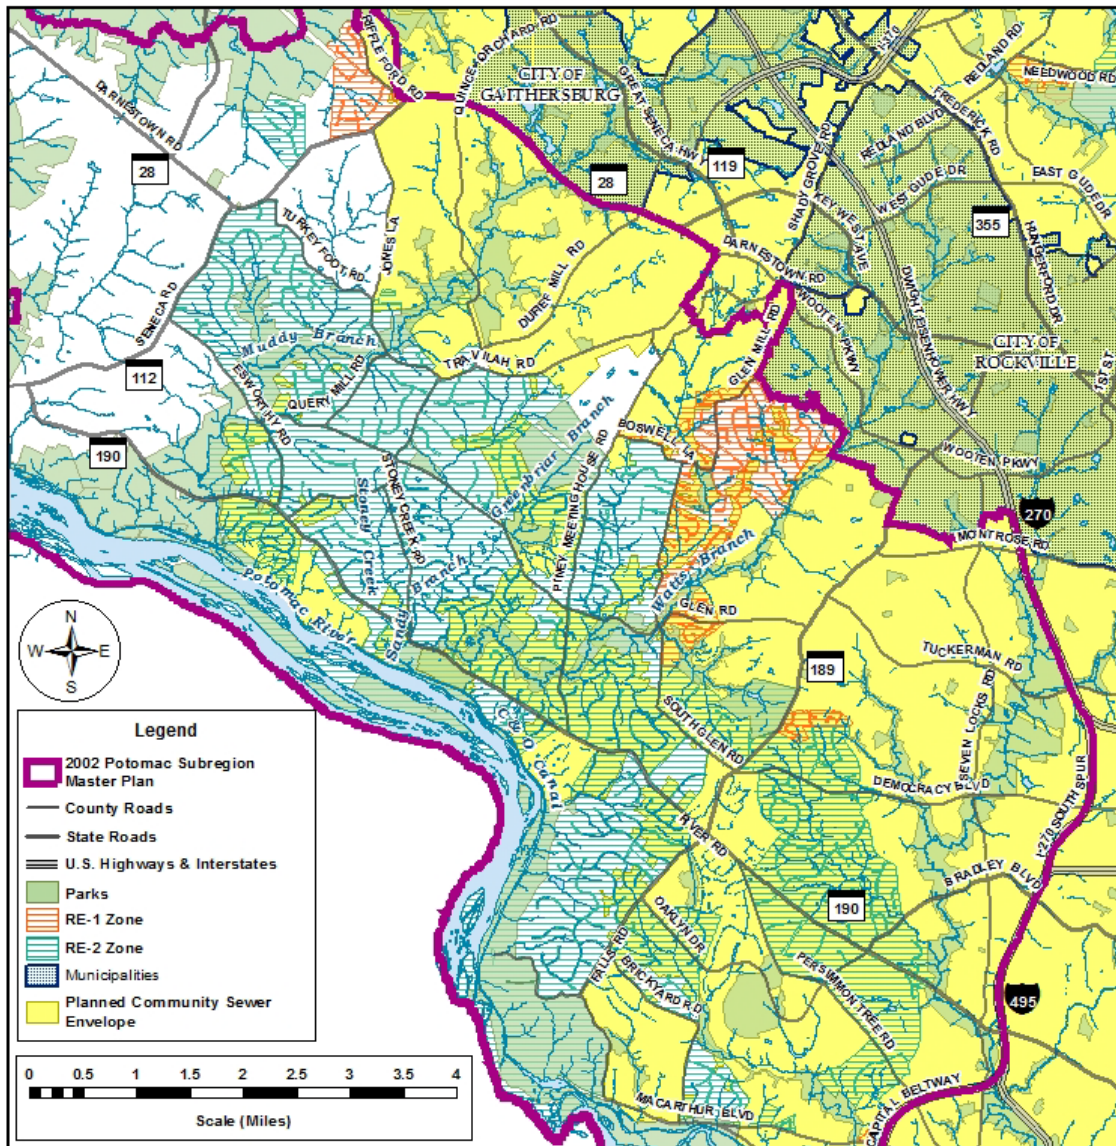 RIFFLE FORD RD
QUINCE ORCHARD RD
CITY OF
GAITHERSBURG
GREAT SENECA HWY
I-270
REDLAND RD
NEEDWOOD RD
FREDERICK RD
REDLAND BLVD
DARNESTOWN RD
28
28
119
SHADY GROVE RD
KEY WEST AVE
WEST GUDE DR
EAST GUDE DR
355
HUNGERFORD DR
TURKEY FOOT RD
JONES LA
DARNESTOWN RD
DUFIEF MILL RD
WOOTEN PKWY
DWIGHT EISENHOWER HWY
CITY OF
ROCKVILLE
1ST ST
SENECA RD
Muddy Branch
TRAVILAH RD
GLEN MILL RD
112
QUERY MILL RD
ESWORTHY RD
BOSWELL LA
Greenbriar Branch
PINEY MEETING HOUSE RD
190
STONEY CREEK RD
Stoney Creek
WOOTEN PKWY
270
MONTROSE RD
Watts Branch
Sandy Branch
Potomac River
GLEN RD
N
W
E
S
189
TUCKERMAN RD
SEVEN LOCKS RD
SOUTH GLEN RD
C & O Canal
DEMOCRACY BLVD
I-270 SOUTH SPUR
RIVER RD
BRADLEY BLVD
190
OAKLYN DR
FALLS RD
BRICKYARD RD
PERSIMMON TREE RD
495
CAPITAL BELTWAY
MACARTHUR BLVD
Legend
2002 Potomac Subregion
Master Plan
County Roads
State Roads
U.S. Highways & Interstates
Parks
RE-1 Zone
RE-2 Zone
Municipalities
Planned Community Sewer
Envelope
0 0.5 1 1.5 2 2.5 3 3.5 4
Scale (Miles)